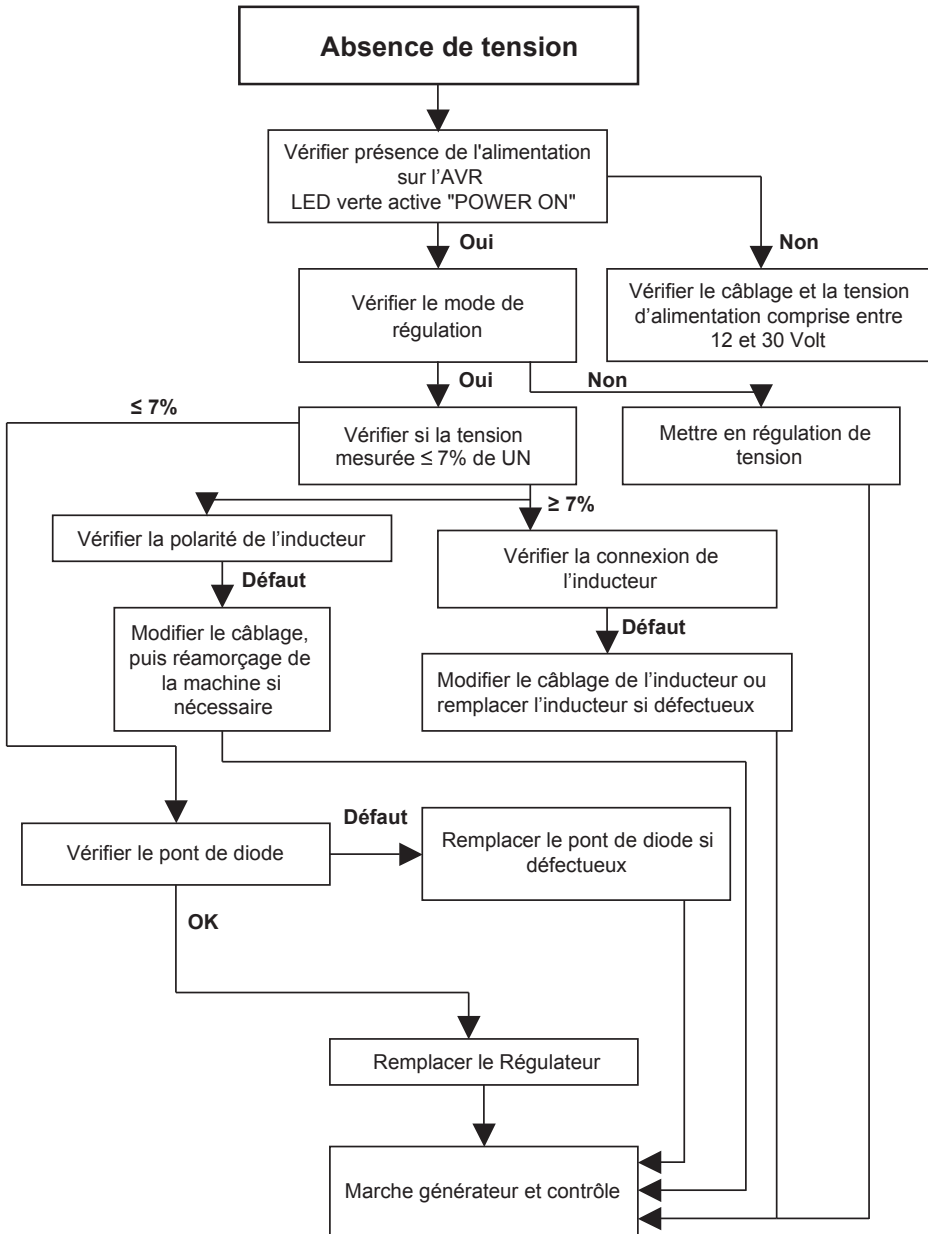 Absence de tension
Vérifier présence de l'alimentation
sur l’AVR
LED verte active "POWER ON"
Oui
Non
Vérifier le mode de
régulation
Vérifier le câblage et la tension
d’alimentation comprise entre
12 et 30 Volt
Oui
Non
≤ 7%
Vérifier si la tension
mesurée ≤ 7% de UN
Mettre en régulation de
tension
≥ 7%
Vérifier la polarité de l’inducteur
Vérifier la connexion de
l’inducteur
Défaut
Défaut
Modifier le câblage,
puis réamorçage de
la machine si
nécessaire
Modifier le câblage de l’inducteur ou
remplacer l’inducteur si défectueux
Vérifier le pont de diode
Défaut
Remplacer le pont de diode si
défectueux
OK
Remplacer le Régulateur
Marche générateur et contrôle